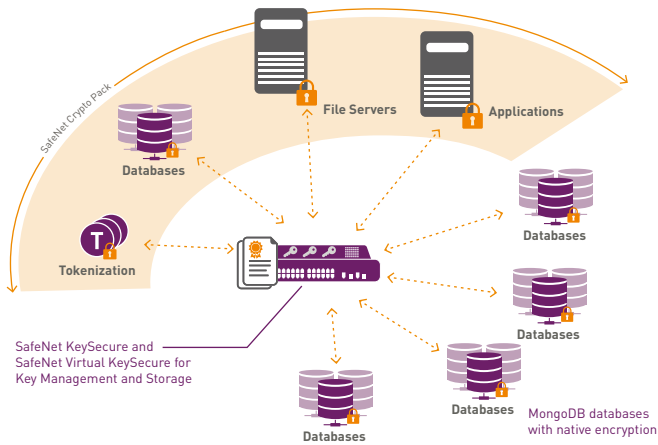 SafeNet Crypto Pack
File Servers
Applications
Databases
T
Tokenization
Databases
Databases
SafeNet KeySecure and
SafeNet Virtual KeySecure for
Key Management and Storage
Databases
Databases
MongoDB databases
with native encryption